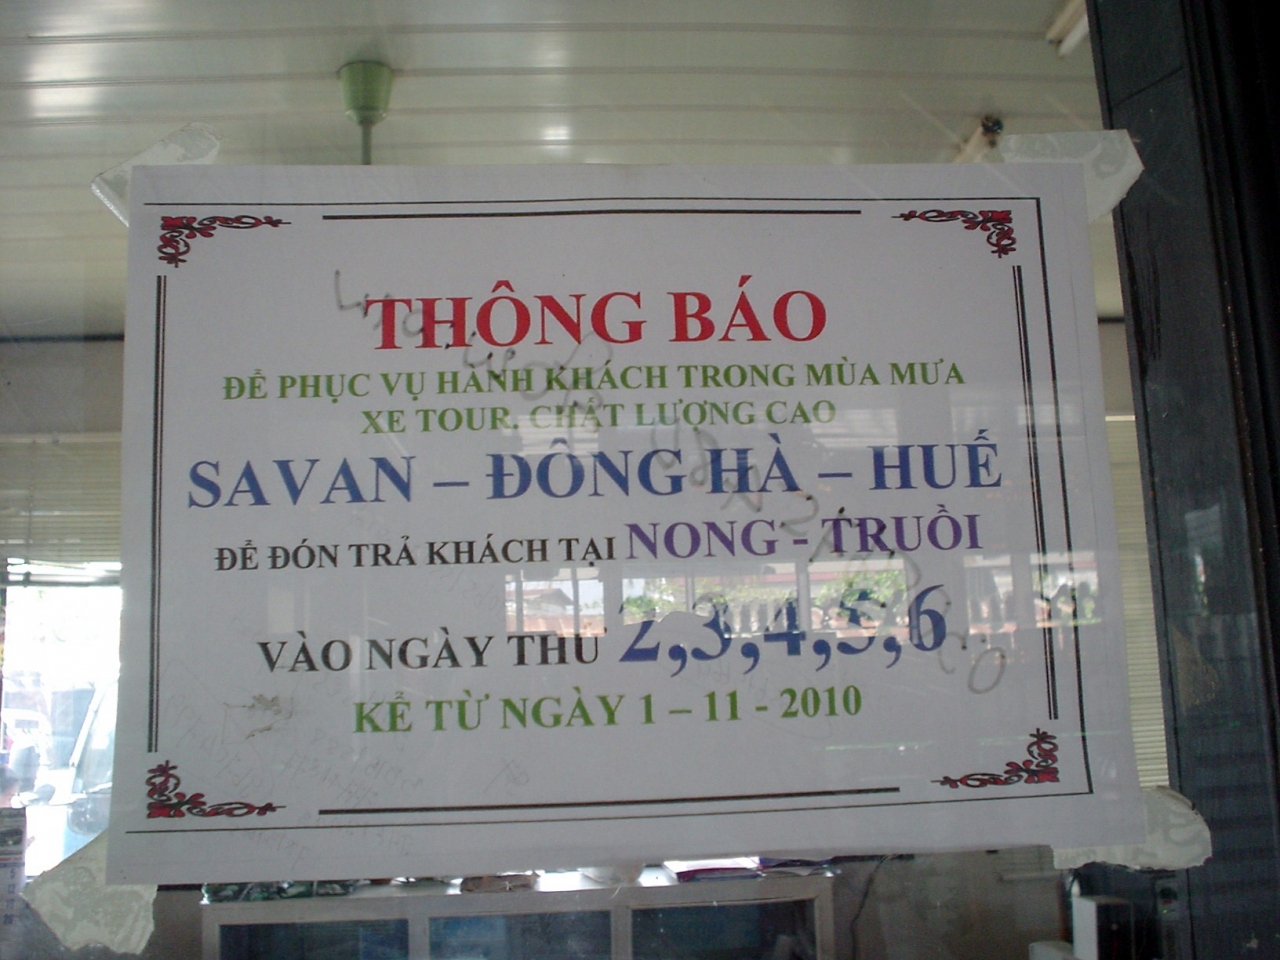 THÔNG BÁO
ĐỂ PHỤC VỤ HÀNH KHÁCH TRONG MÙA MƯA
XE TOUR. CHẤT LƯỢNG CAO
SAVAN – ĐÔNG HÀ – HUẾ
ĐỂ ĐÓN TRẢ KHÁCH TẠI NONG - TRUỒI
VÀO NGÀY THỨ 2,3,4,5,6
KỂ TỪ NGÀY 1 – 11 - 2010